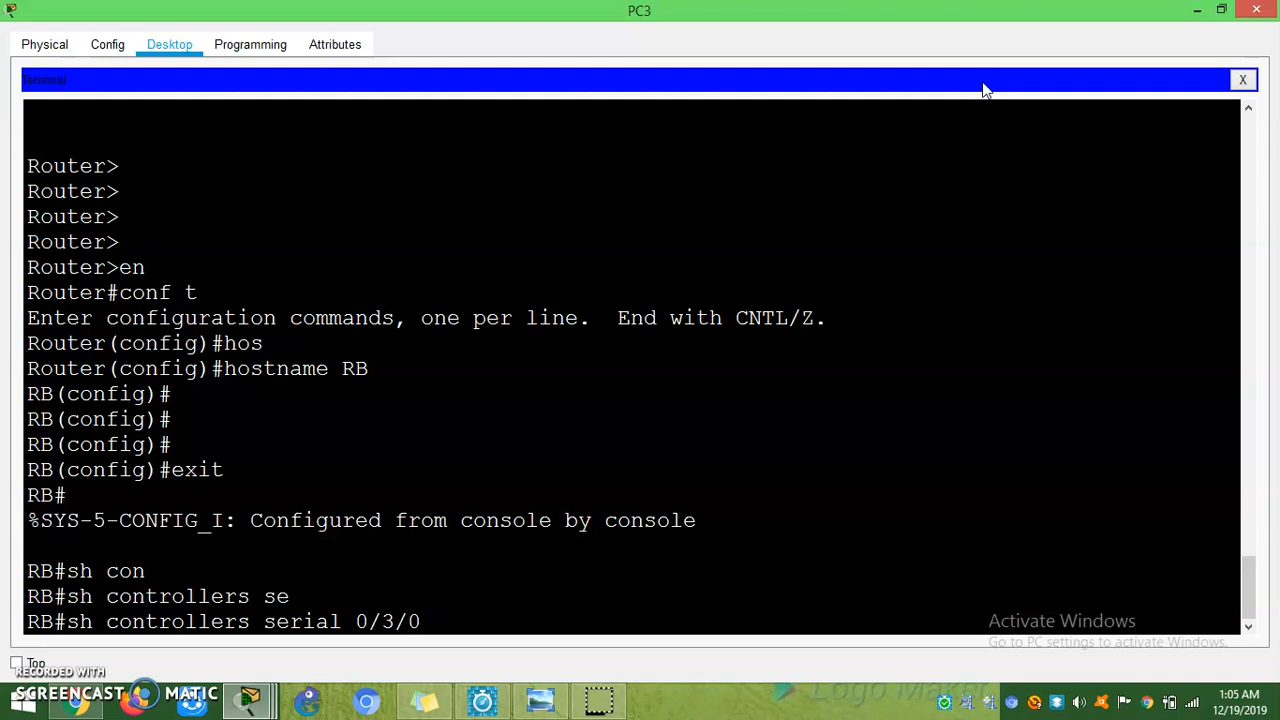 PC3
Physical Config Desktop Programming Attributes
Terminal X
Router>
Router>
Router>
Router>
Router>en
Router#conf t
Enter configuration commands, one per line.  End with CNTL/Z.
Router(config)#hos
Router(config)#hostname RB
RB(config)#
RB(config)#
RB(config)#
RB(config)#exit
RB#
%SYS-5-CONFIG_I: Configured from console by console
RB#sh con
RB#sh controllers se
RB#sh controllers serial 0/3/0
Activate Windows
Go to PC settings to activate Windows.
Top
RECORDED WITH
SCREENCAST MATIC
1:05 AM
12/19/2019